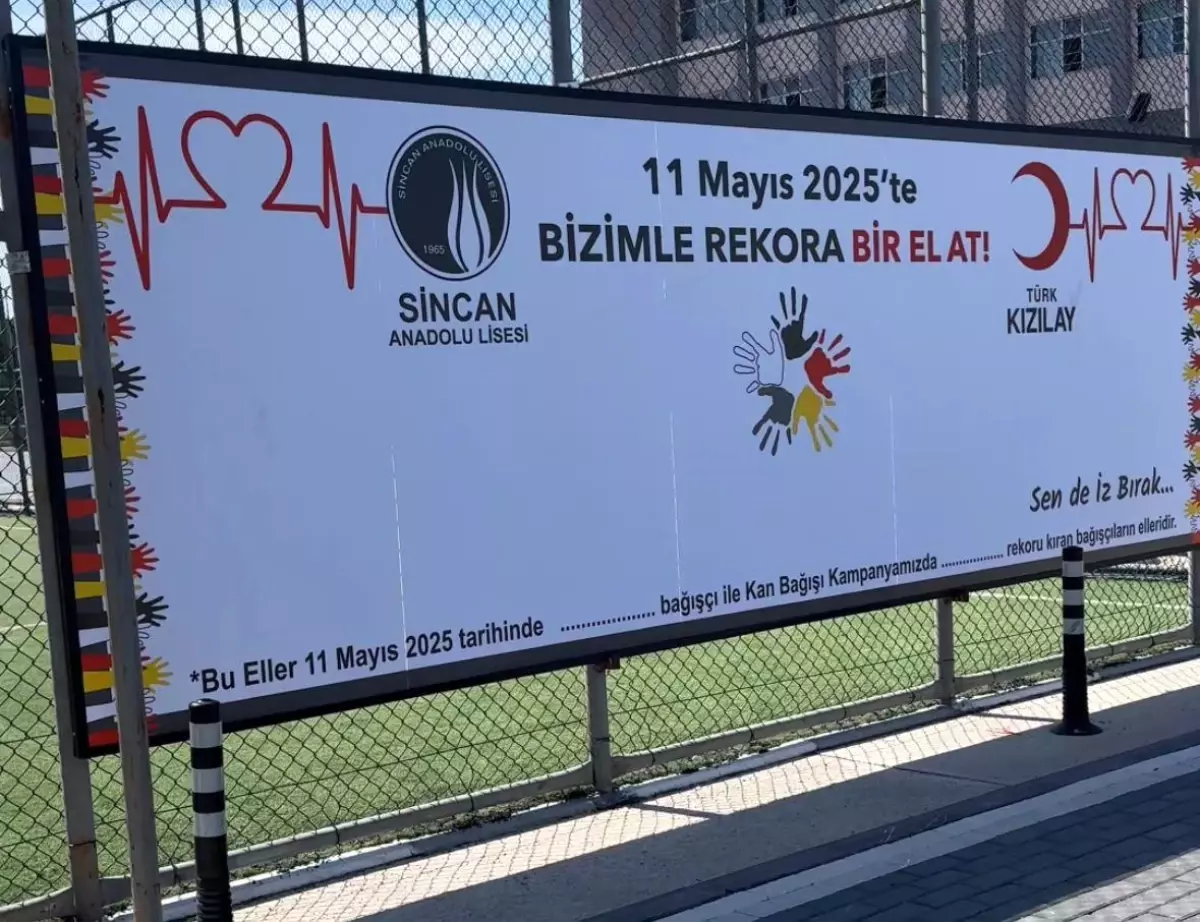 SİNCAN ANADOLU LİSESİ
1965
SİNCAN
ANADOLU LİSESİ
11 Mayıs 2025'te
BİZİMLE REKORA BİR EL AT!
TÜRK
KIZILAY
Sen de İz Bırak...
*Bu Eller 11 Mayıs 2025 tarihinde ................ bağışçı ile Kan Bağışı Kampanyamızda ................ rekoru kıran bağışçıların elleridir.